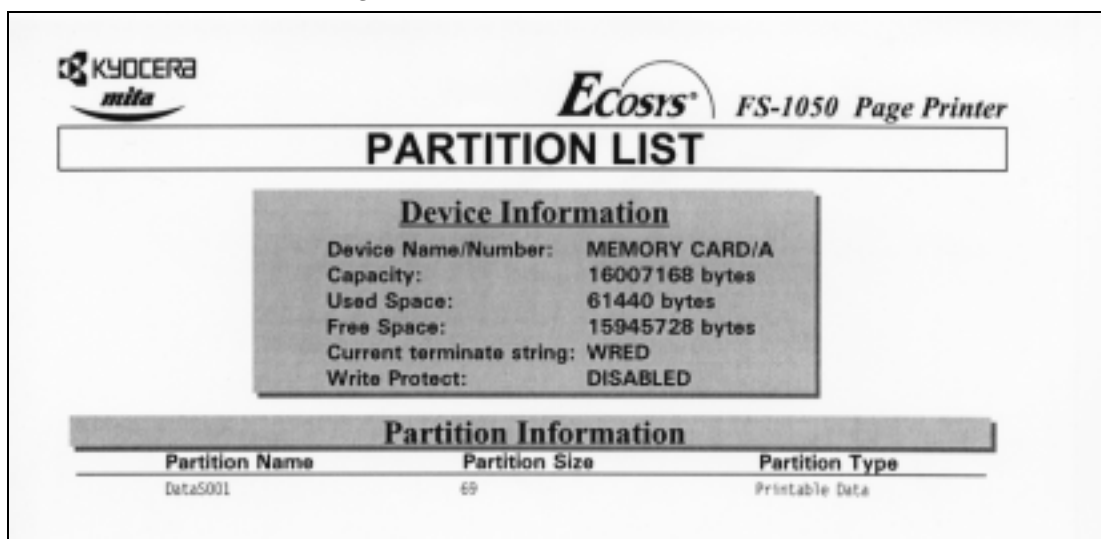 KYOCERA
mita
ECOSYS FS-1050 Page Printer
PARTITION LIST
Device Information
Device Name/Number: MEMORY CARD/A
Capacity: 16007168 bytes
Used Space: 61440 bytes
Free Space: 15945728 bytes
Current terminate string: WRED
Write Protect: DISABLED
Partition Information
Partition Name Partition Size Partition Type
DataS001 69 Printable Data